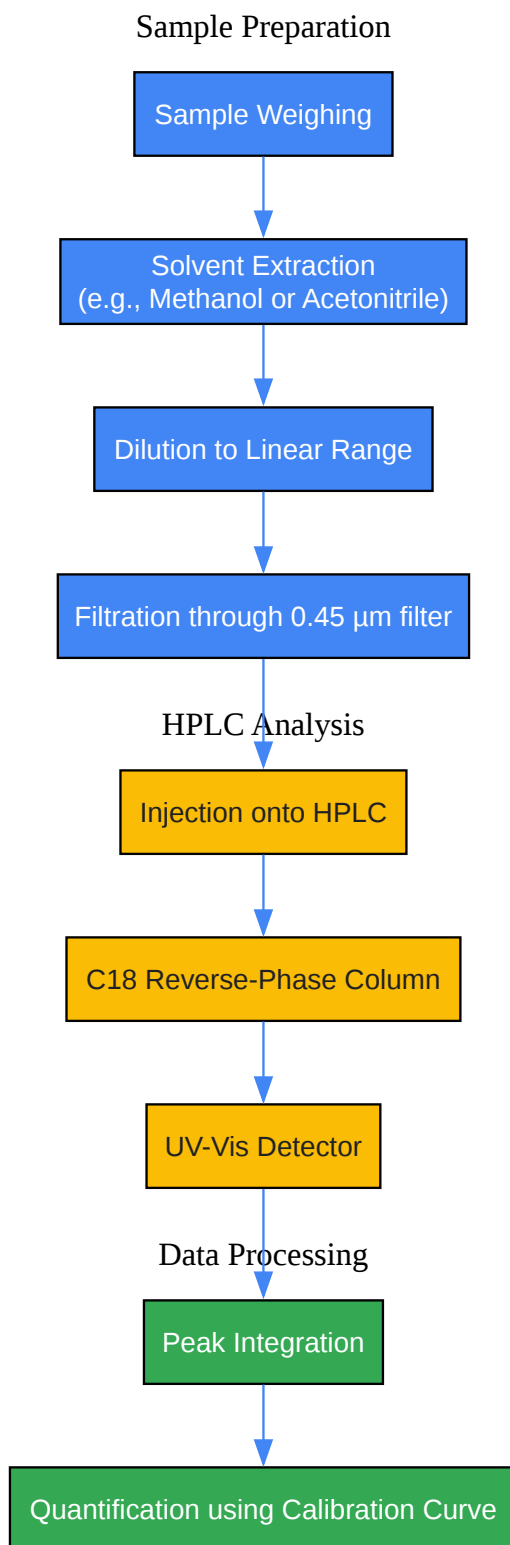 Sample Preparation
Sample Weighing
Solvent Extraction
(e.g., Methanol or Acetonitrile)
Dilution to Linear Range
Filtration through 0.45 µm filter
HPLC Analysis
Injection onto HPLC
C18 Reverse-Phase Column
UV-Vis Detector
Data Processing
Peak Integration
Quantification using Calibration Curve